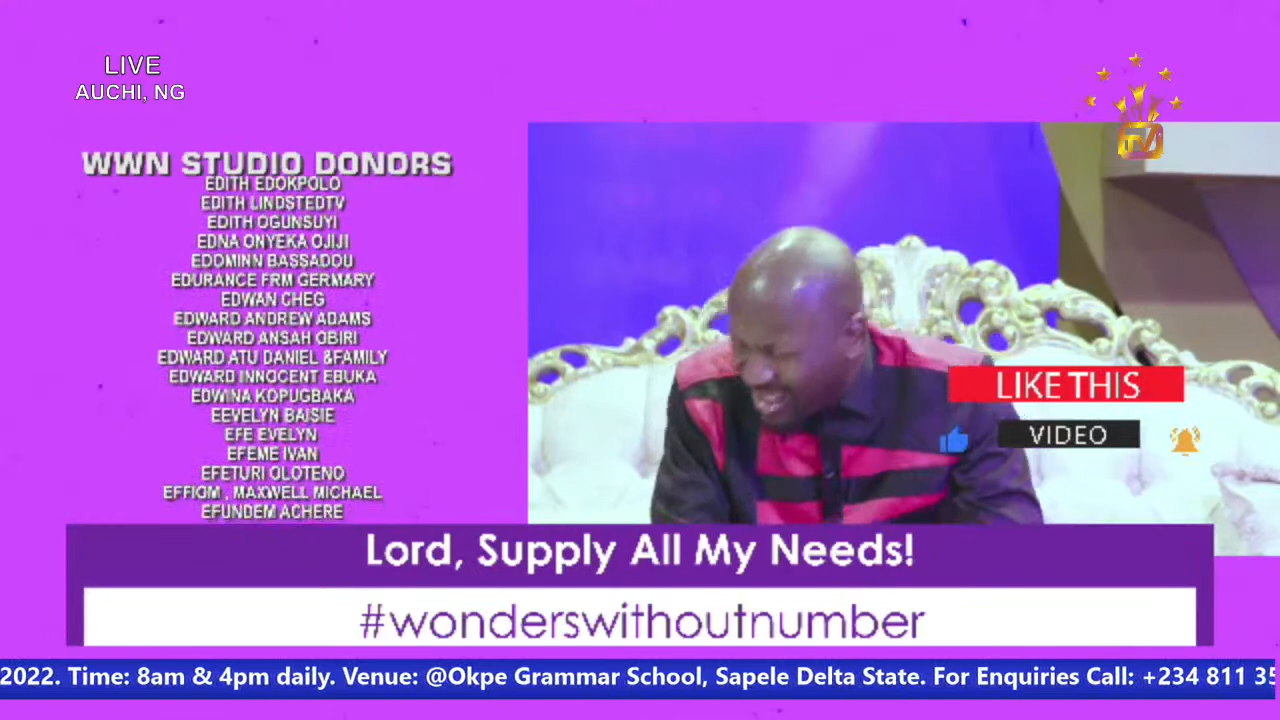 LIVE
AUCHI, NG
TV
WWN STUDIO DONORS
EDITH EDOKPOLO
EDITH LINDSTEDTV
EDITH OGUNSUYI
EDNA ONYEKA OJIJI
EDOMINN BASSADOU
EDURANCE FRM GERMARY
EDWAN CHEG
EDWARD ANDREW ADAMS
EDWARD ANSAH OBIRI
EDWARD ATU DANIEL &FAMILY
EDWARD INNOCENT EBUKA
EDWINA KOPUGBAKA
EEVELYN BAISIE
EFE EVELYN
EFEME IVAN
EFETURI OLOTENO
EFFIOM , MAXWELL MICHAEL
EFUNDEM ACHERE
LIKE THIS
VIDEO
Lord, Supply All My Needs!
#wonderswithoutnumber
2022. Time: 8am & 4pm daily. Venue: @Okpe Grammar School, Sapele Delta State. For Enquiries Call: +234 811 35